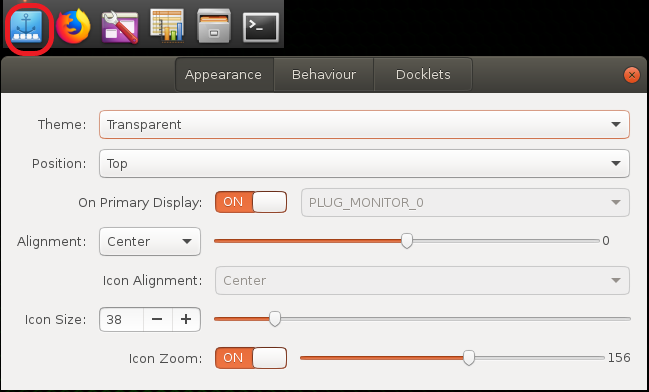 Appearance Behaviour Docklets
Theme: Transparent
Position: Top
On Primary Display: ON PLUG_MONITOR_0
Alignment: Center 0
Icon Alignment: Center
Icon Size: 38 − +
Icon Zoom: ON 156